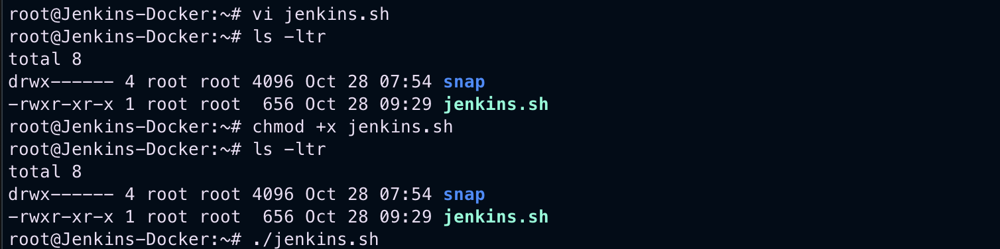 root@Jenkins-Docker:~# vi jenkins.sh
root@Jenkins-Docker:~# ls -ltr
total 8
drwx------ 4 root root 4096 Oct 28 07:54 snap
-rwxr-xr-x 1 root root  656 Oct 28 09:29 jenkins.sh
root@Jenkins-Docker:~# chmod +x jenkins.sh
root@Jenkins-Docker:~# ls -ltr
total 8
drwx------ 4 root root 4096 Oct 28 07:54 snap
-rwxr-xr-x 1 root root  656 Oct 28 09:29 jenkins.sh
root@Jenkins-Docker:~# ./jenkins.sh